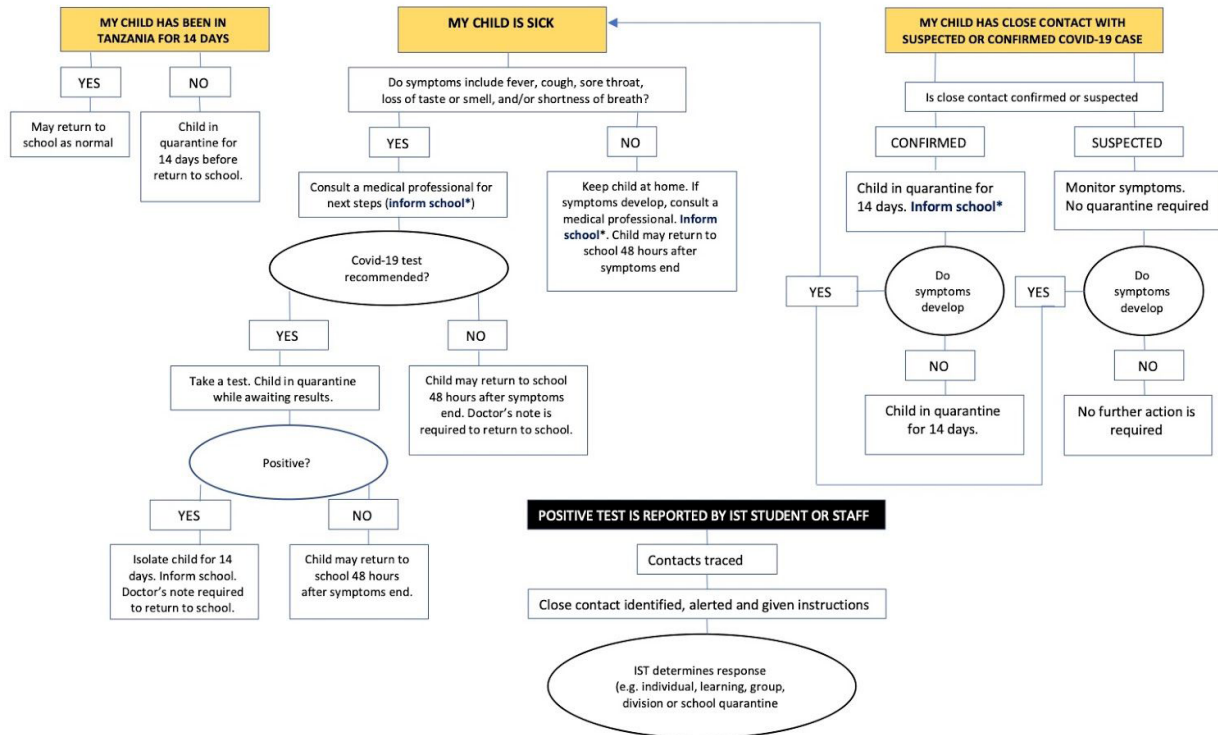 MY CHILD HAS BEEN IN
TANZANIA FOR 14 DAYS
YES
NO
May return to
school as normal
Child in
quarantine for
14 days before
return to school.
MY CHILD IS SICK
Do symptoms include fever, cough, sore throat,
loss of taste or smell, and/or shortness of breath?
YES
NO
Consult a medical professional for
next steps (inform school*)
Keep child at home. If
symptoms develop, consult a
medical professional. Inform
school*. Child may return to
school 48 hours after
symptoms end
Covid-19 test
recommended?
YES
NO
Take a test. Child in quarantine
while awaiting results.
Child may return to school
48 hours after symptoms
end. Doctor's note is
required to return to school.
Positive?
YES
NO
Isolate child for 14
days. Inform school.
Doctor's note required
to return to school.
Child may return to
school 48 hours
after symptoms end.
MY CHILD HAS CLOSE CONTACT WITH
SUSPECTED OR CONFIRMED COVID-19 CASE
Is close contact confirmed or suspected
CONFIRMED
SUSPECTED
Child in quarantine for
14 days. Inform school*
Monitor symptoms.
No quarantine required
YES
Do
symptoms
develop
YES
Do
symptoms
develop
NO
NO
Child in quarantine
for 14 days.
No further action is
required
POSITIVE TEST IS REPORTED BY IST STUDENT OR STAFF
Contacts traced
Close contact identified, alerted and given instructions
IST determines response
(e.g. individual, learning, group,
division or school quarantine